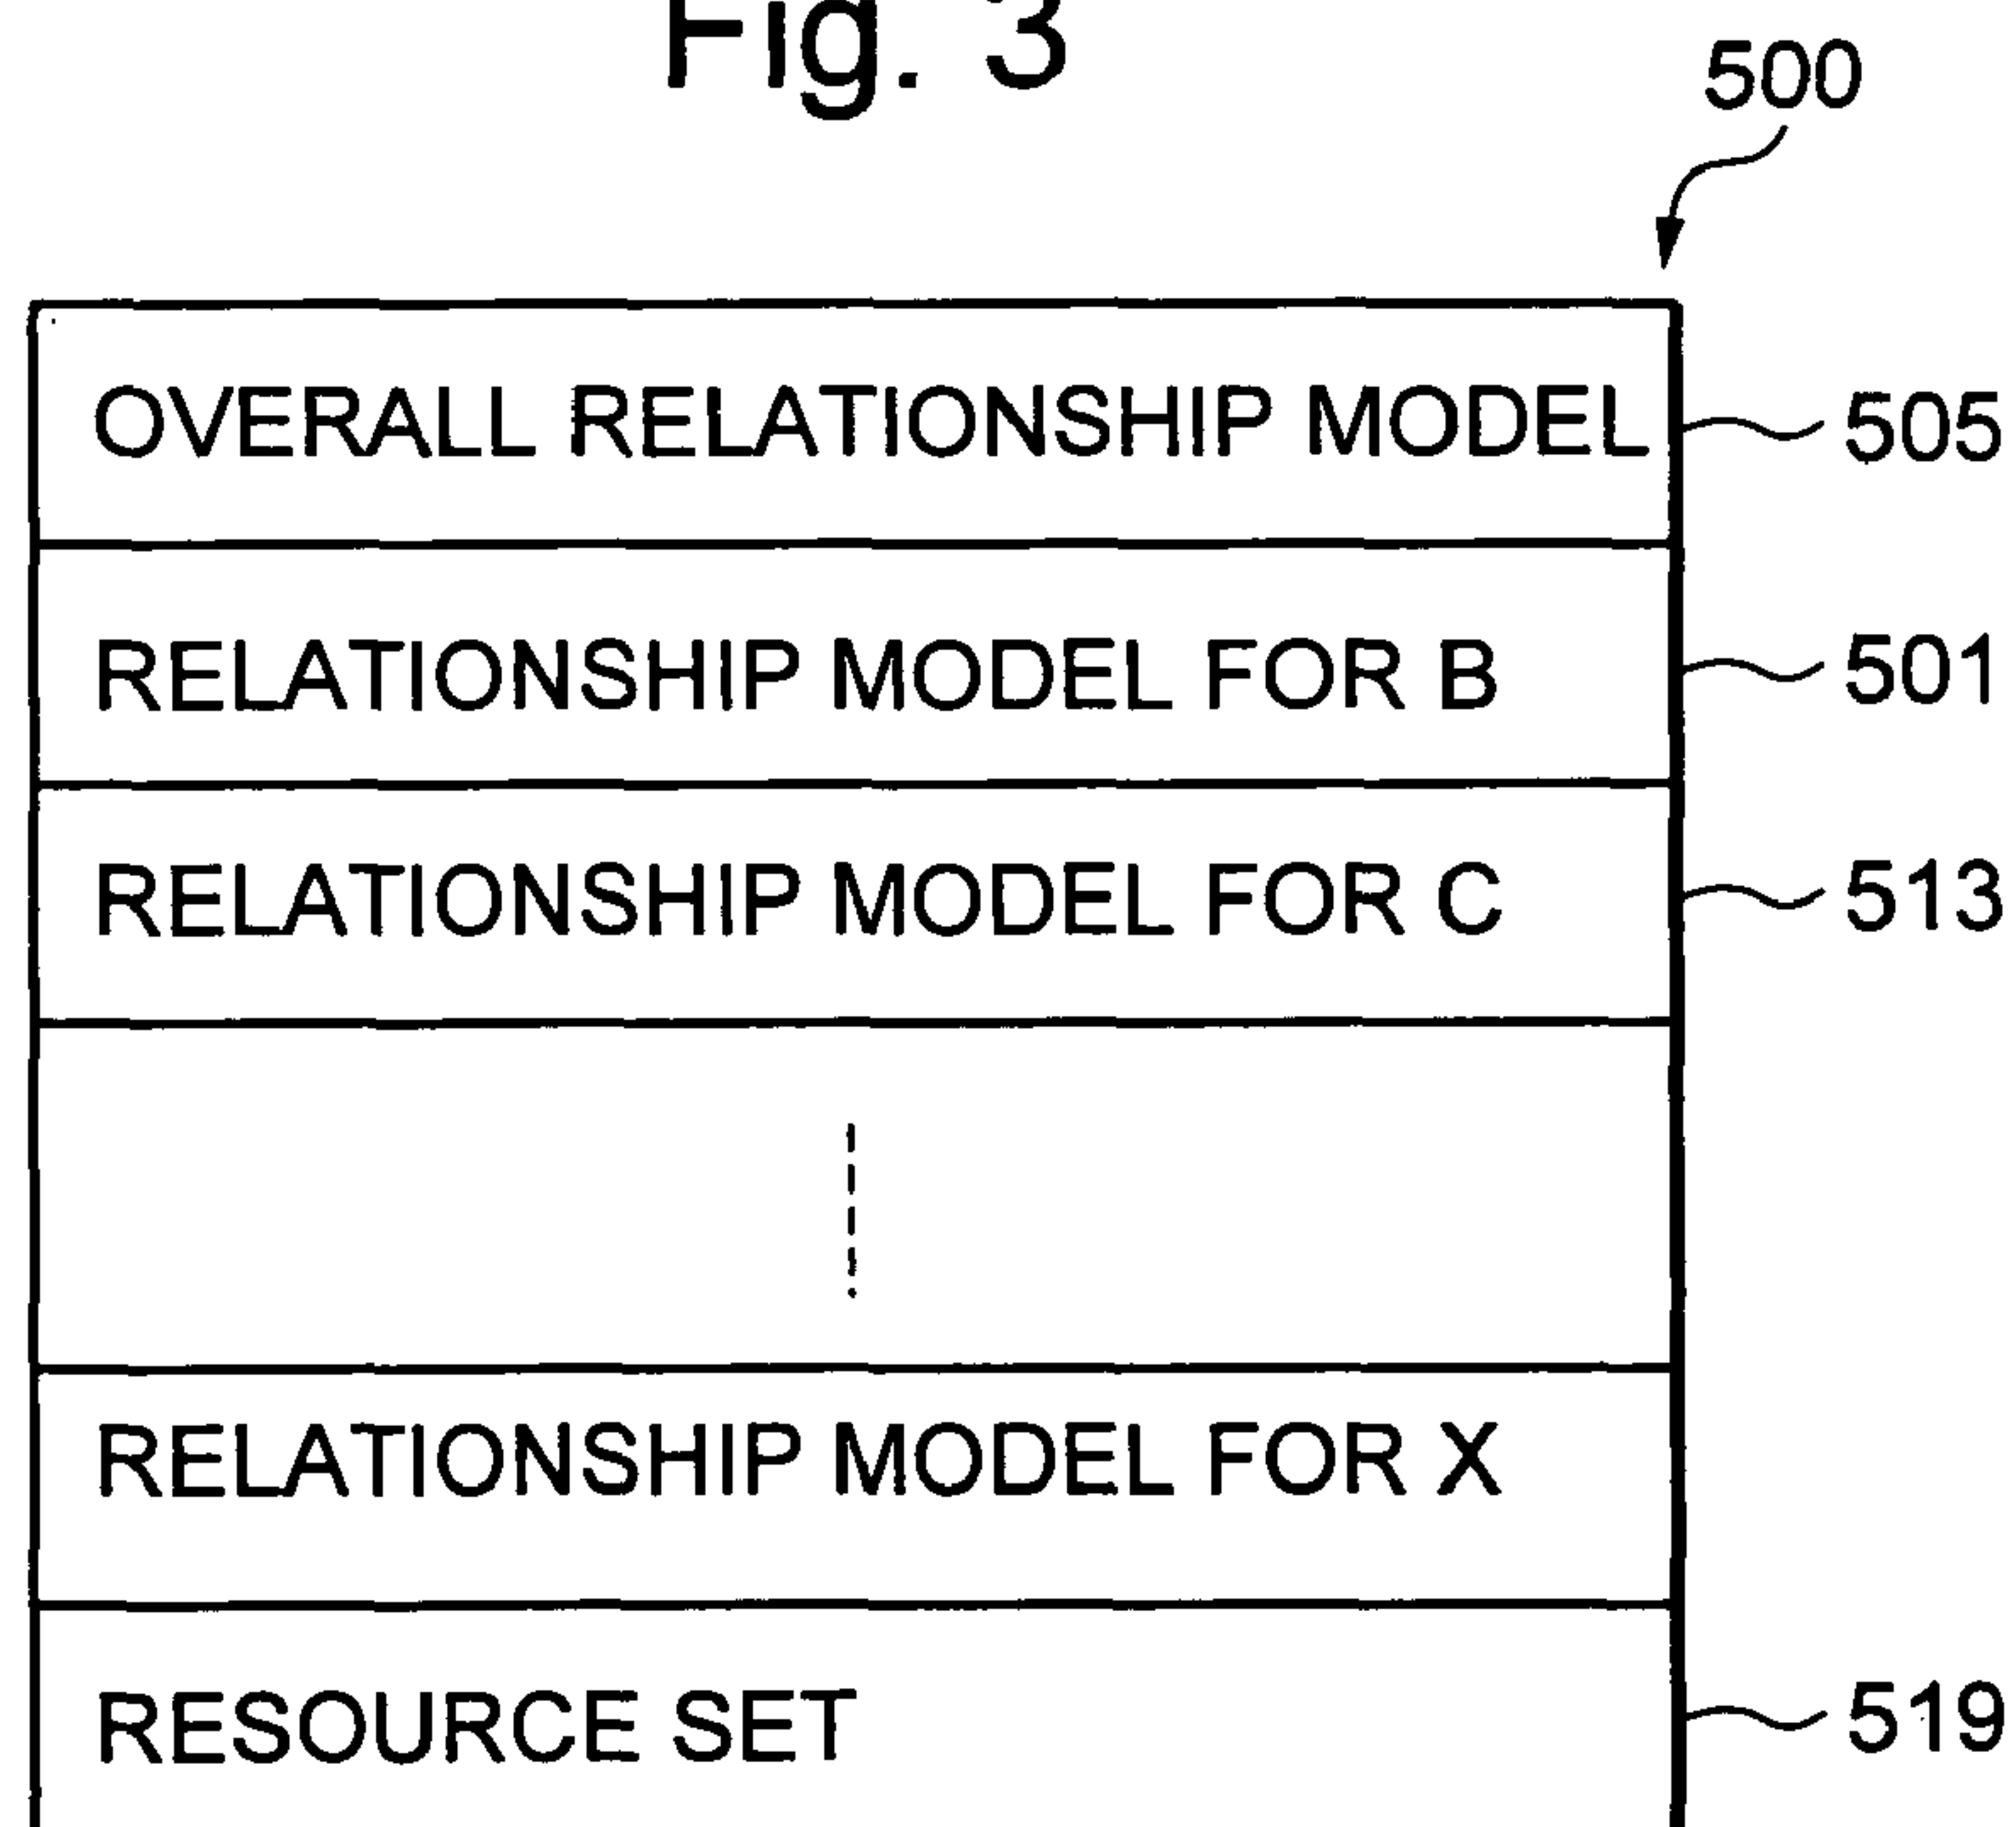 Fig. 3
500
OVERALL RELATIONSHIP MODEL 505
RELATIONSHIP MODEL FOR B 501
RELATIONSHIP MODEL FOR C 513
RELATIONSHIP MODEL FOR X
RESOURCE SET 519